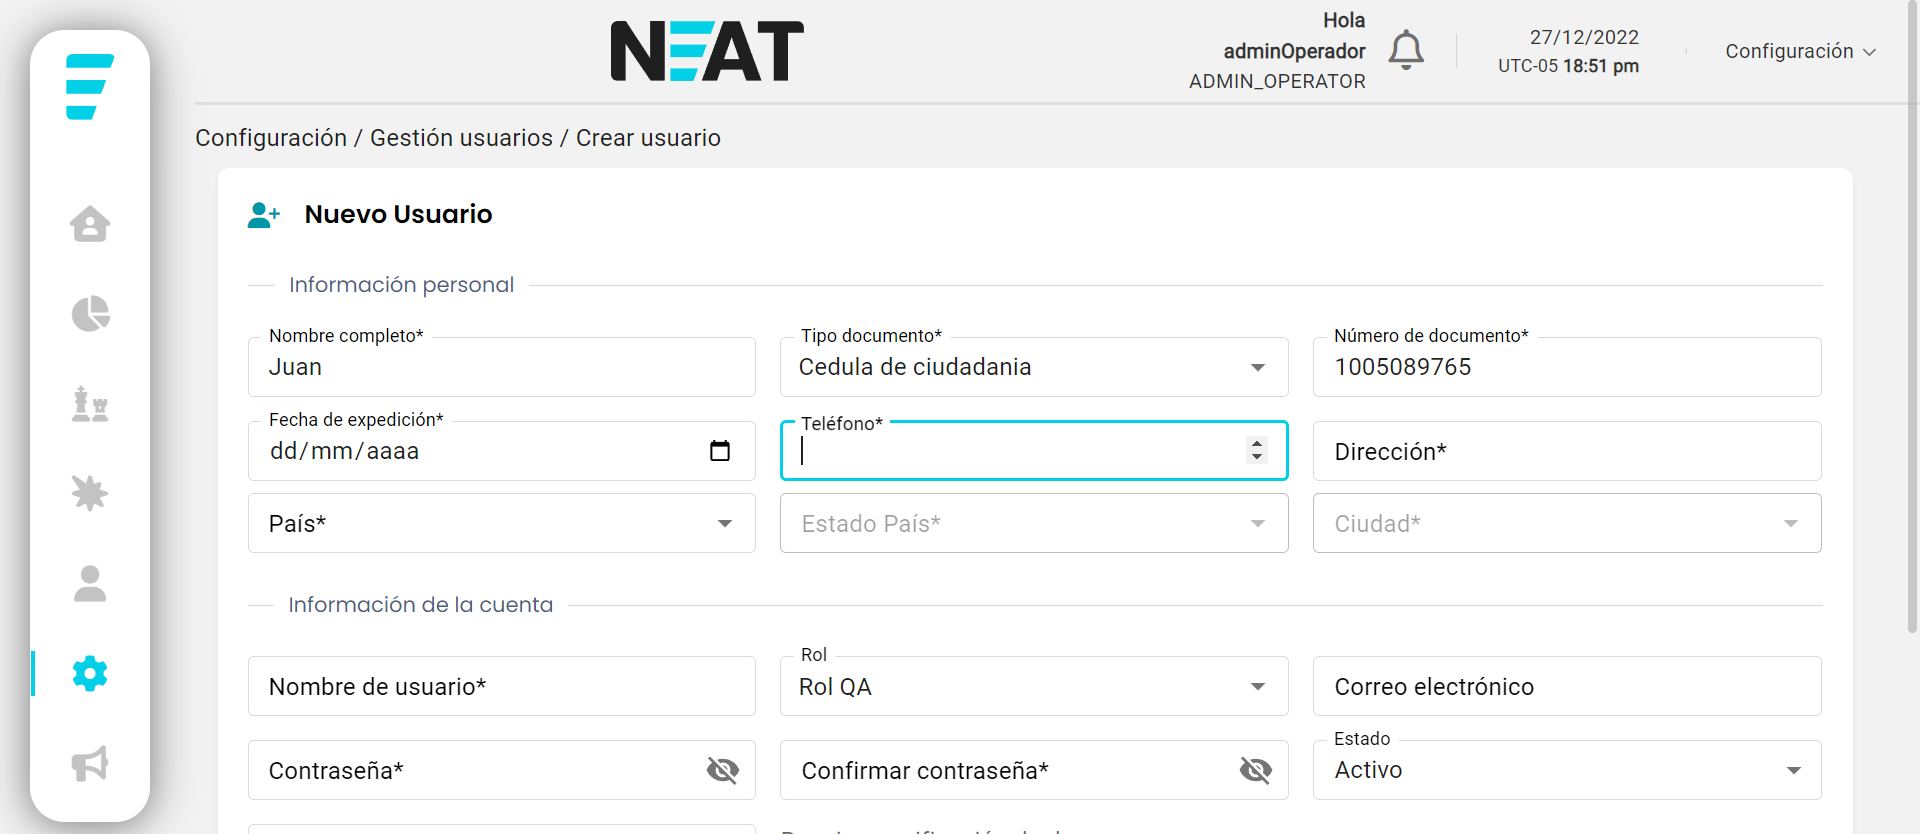 NEAT
Hola
adminOperador
ADMIN_OPERATOR
27/12/2022
UTC-05 18:51 pm
Configuración
Configuración / Gestión usuarios / Crear usuario
Nuevo Usuario
Información personal
Nombre completo*
Juan
Tipo documento*
Cedula de ciudadania
Número de documento*
1005089765
Fecha de expedición*
dd/mm/aaaa
Teléfono*
Dirección*
País*
Estado País*
Ciudad*
Información de la cuenta
Nombre de usuario*
Rol
Rol QA
Correo electrónico
Contraseña*
Confirmar contraseña*
Estado
Activo